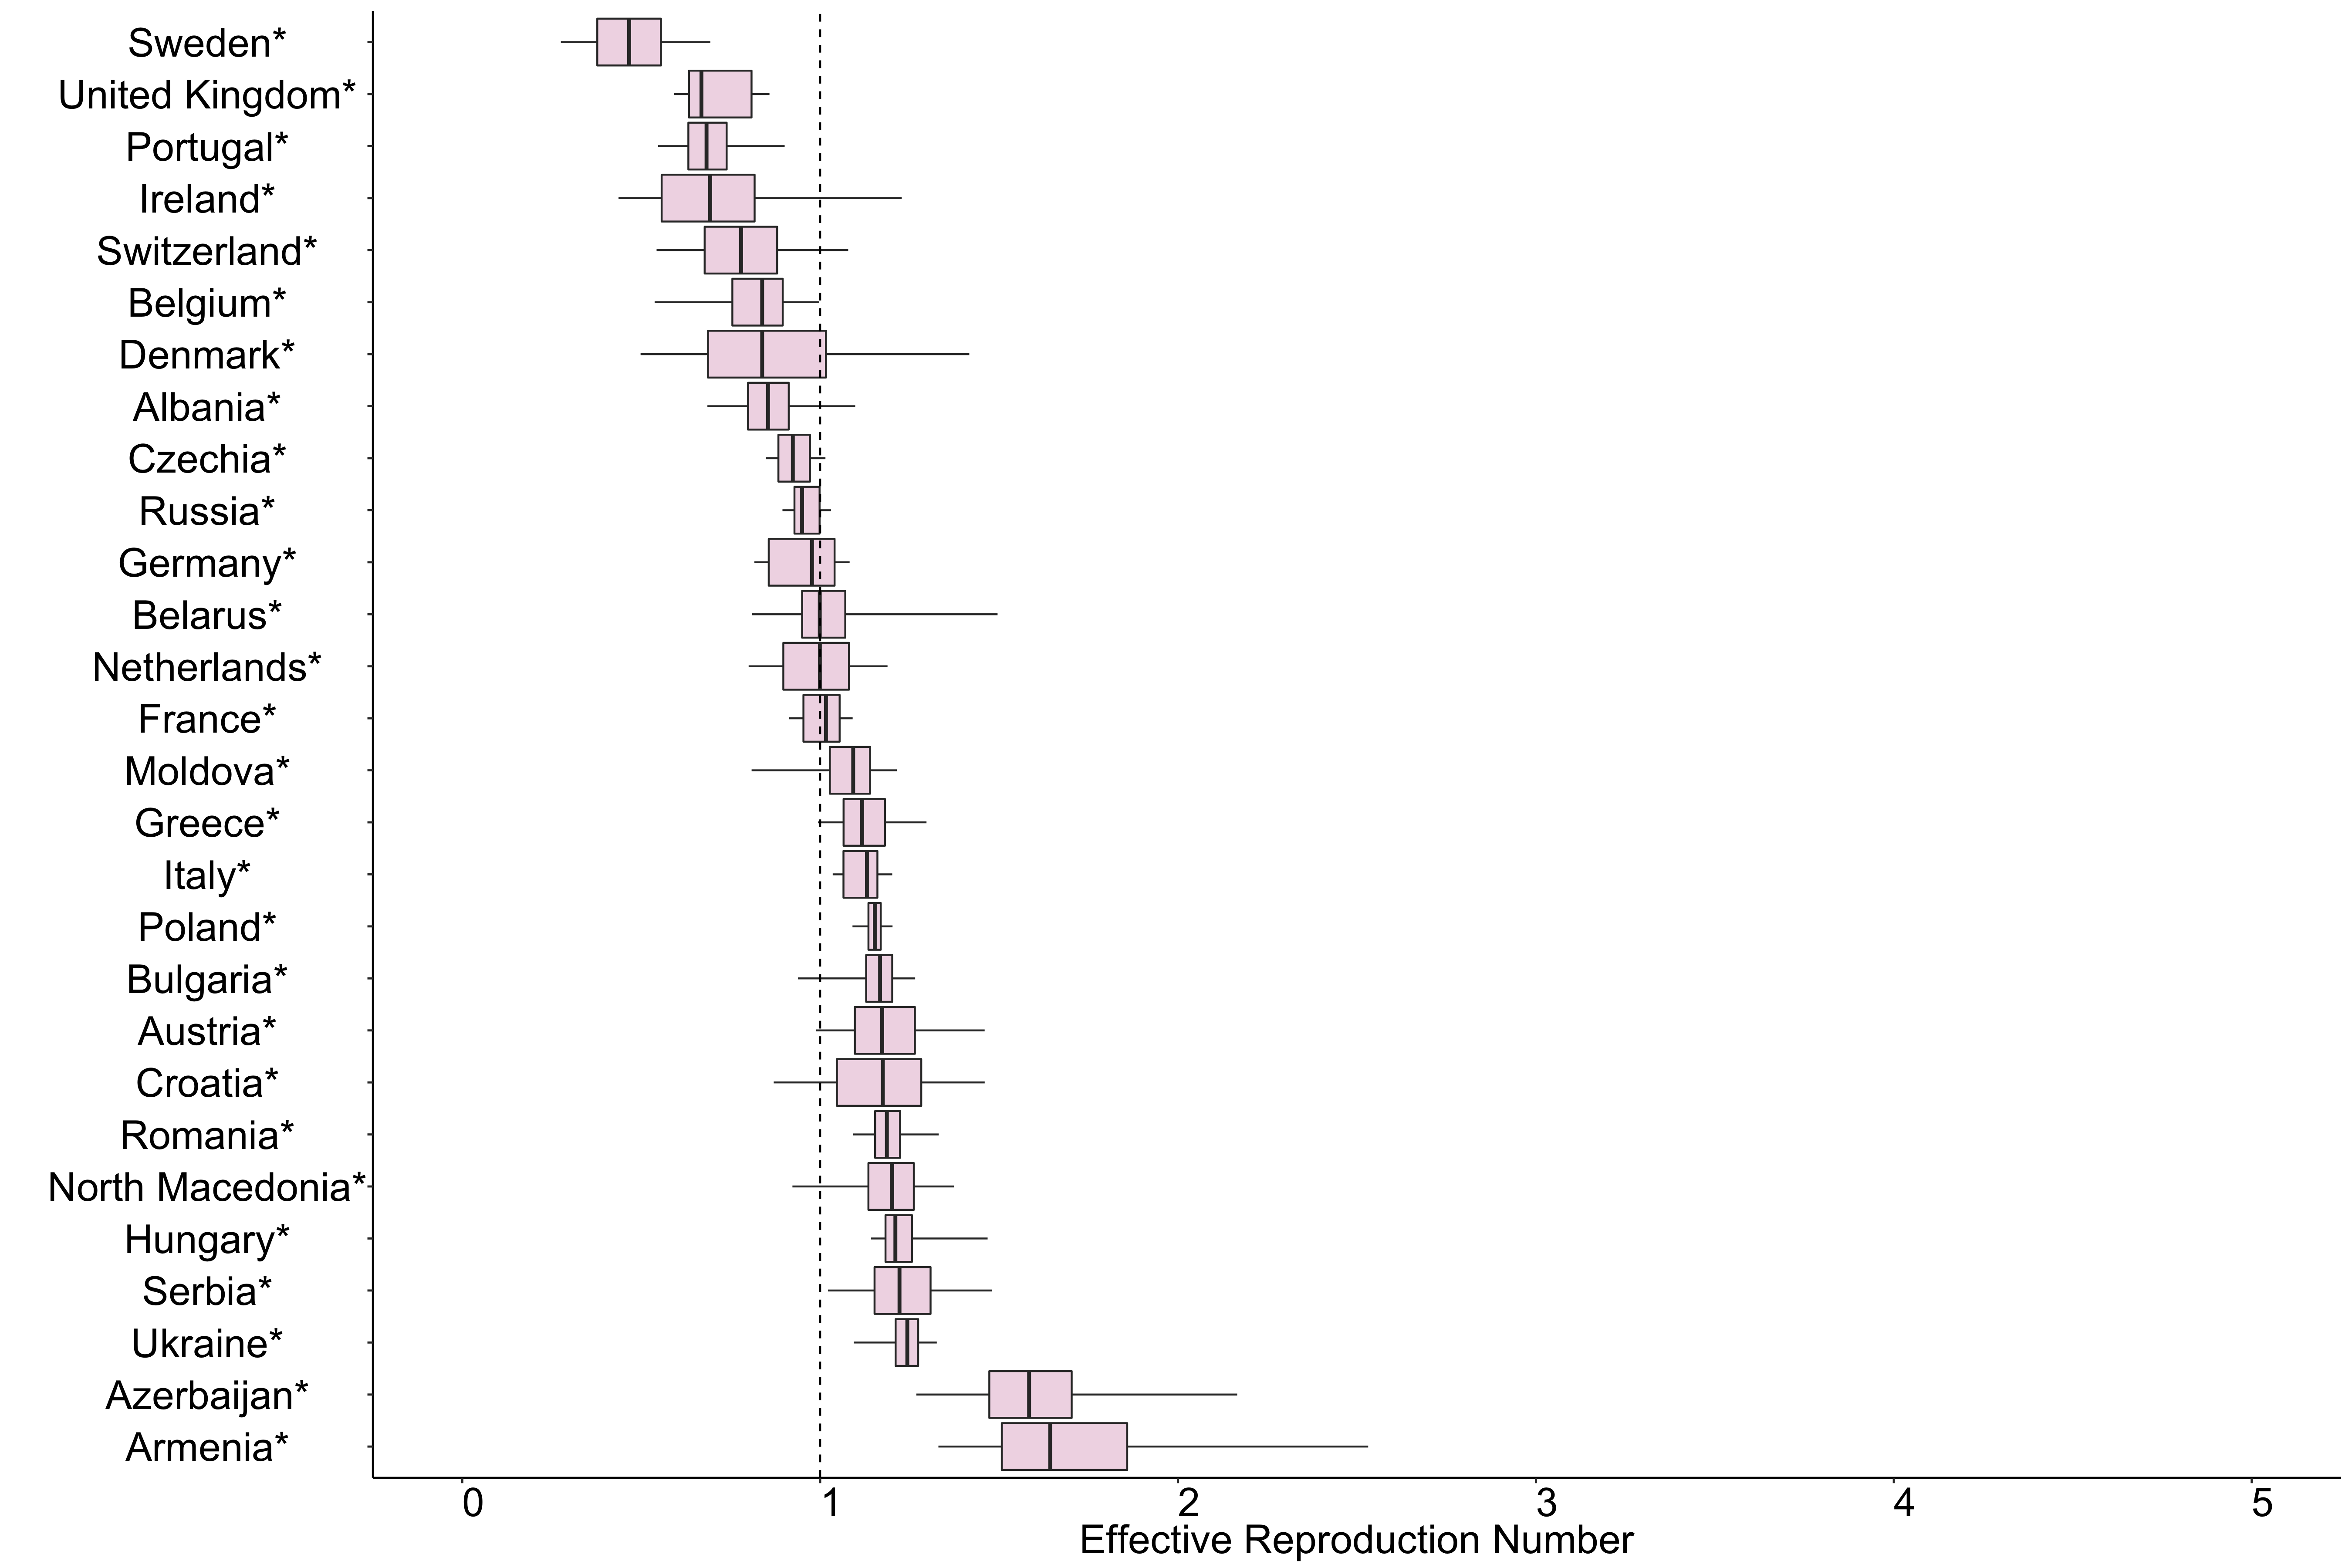 Sweden*
United Kingdom*
Portugal*
Ireland*
Switzerland*
Belgium*
Denmark*
Albania*
Czechia*
Russia*
Germany*
Belarus*
Netherlands*
France*
Moldova*
Greece*
Italy*
Poland*
Bulgaria*
Austria*
Croatia*
Romania*
North Macedonia*
Hungary*
Serbia*
Ukraine*
Azerbaijan*
Armenia*
0 1 2 3 4 5
Effective Reproduction Number